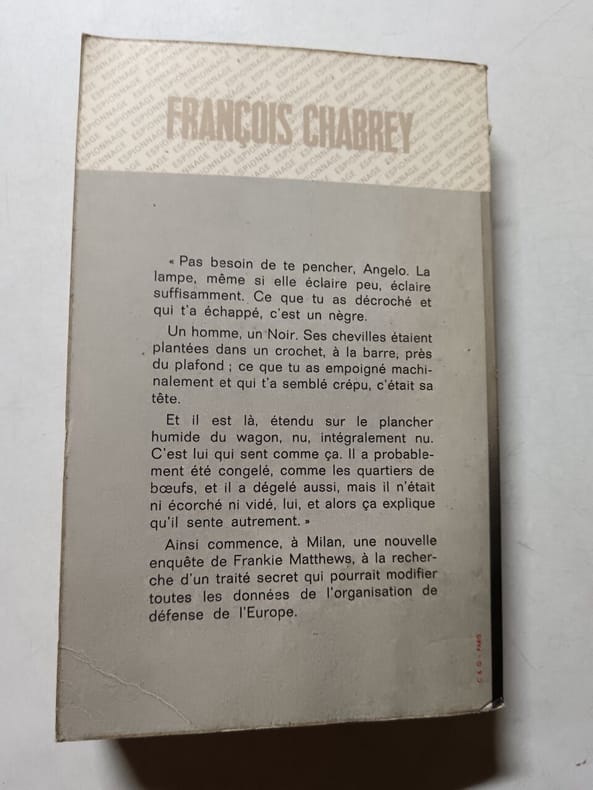 ESPIONNAGE ESPIONNAGE ESPIONNAGE ESPIONNAGE
FRANÇOIS CHABREY
« Pas besoin de te pencher, Angelo. La
lampe, même si elle éclaire peu, éclaire
suffisamment. Ce que tu as décroché et
qui t'a échappé, c'est un nègre.
Un homme, un Noir. Ses chevilles étaient
plantées dans un crochet, à la barre, près
du plafond ; ce que tu as empoigné machi-
nalement et qui t'a semblé crépu, c'était sa
tête.
Et il est là, étendu sur le plancher
humide du wagon, nu, intégralement nu.
C'est lui qui sent comme ça. Il a probable-
ment été congelé, comme les quartiers de
bœufs, et il a dégelé aussi, mais il n'était
ni écorché ni vidé, lui, et alors ça explique
qu'il sente autrement. »
Ainsi commence, à Milan, une nouvelle
enquête de Frankie Matthews, à la recher-
che d'un traité secret qui pourrait modifier
toutes les données de l'organisation de
défense de l'Europe.
C & G - PARIS